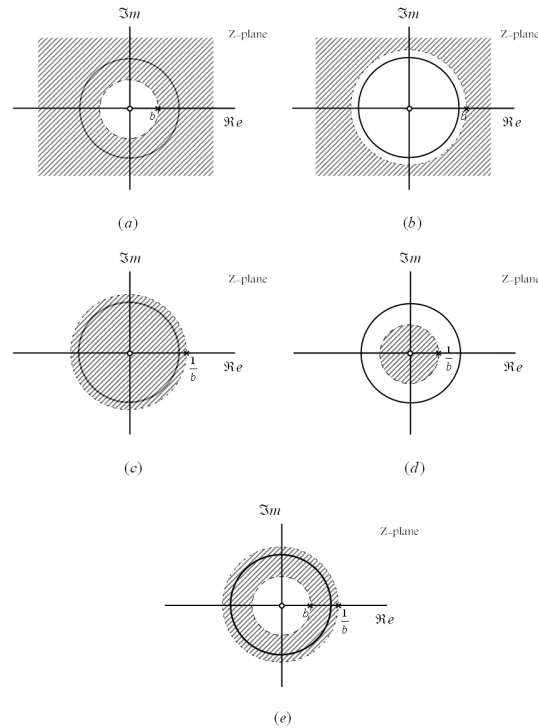 ℑm
Z–plane
b
ℜe
(a)
ℑm
Z–plane
b
ℜe
(b)
ℑm
Z–plane
1
b
ℜe
(c)
ℑm
Z–plane
1
b
ℜe
(d)
ℑm
Z–plane
b
1
b
ℜe
(e)